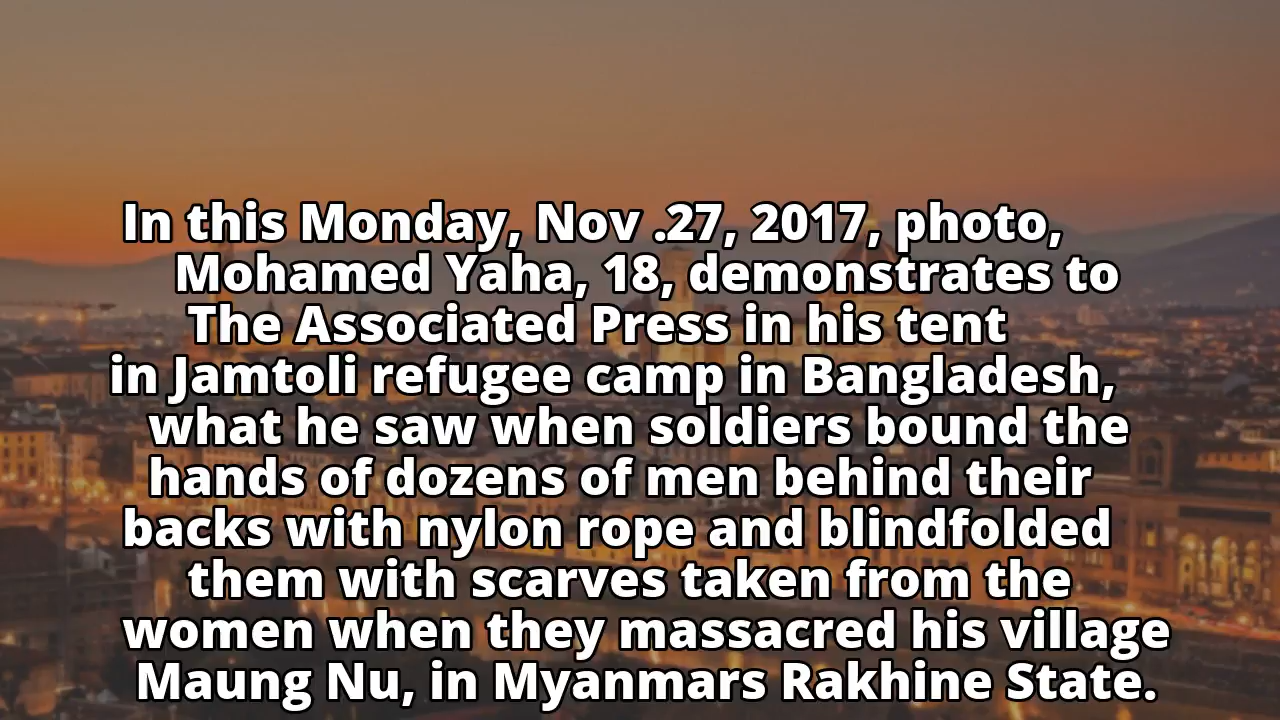 In this Monday, Nov .27, 2017, photo,
Mohamed Yaha, 18, demonstrates to
The Associated Press in his tent
in Jamtoli refugee camp in Bangladesh,
what he saw when soldiers bound the
hands of dozens of men behind their
backs with nylon rope and blindfolded
them with scarves taken from the
women when they massacred his village
Maung Nu, in Myanmars Rakhine State.